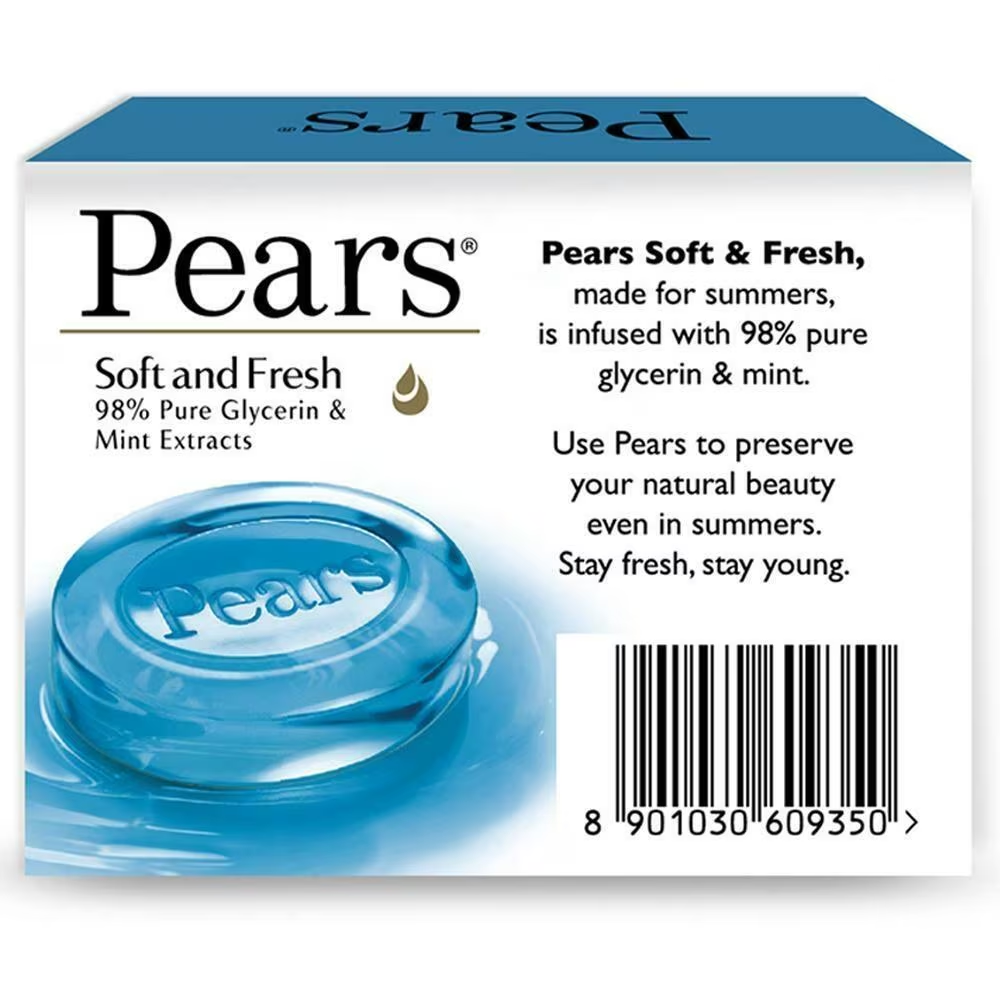 Pears
Pears®
Soft and Fresh
98% Pure Glycerin &
Mint Extracts
Pears
Pears Soft & Fresh,
made for summers,
is infused with 98% pure
glycerin & mint.
Use Pears to preserve
your natural beauty
even in summers.
Stay fresh, stay young.
8 901030 609350 >